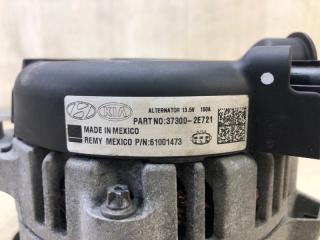 KIA
ALTERNATOR 13.5V 150A
PART NO:37300-2E721
MADE IN MEXICO
REMY MEXICO P/N:61001473